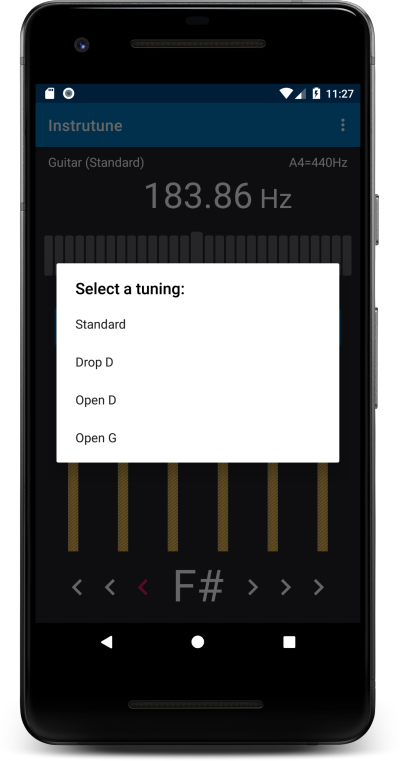 11:27
Instrutune
Guitar (Standard) A4=440Hz
183.86 Hz
Select a tuning:
Standard
Drop D
Open D
Open G
F#